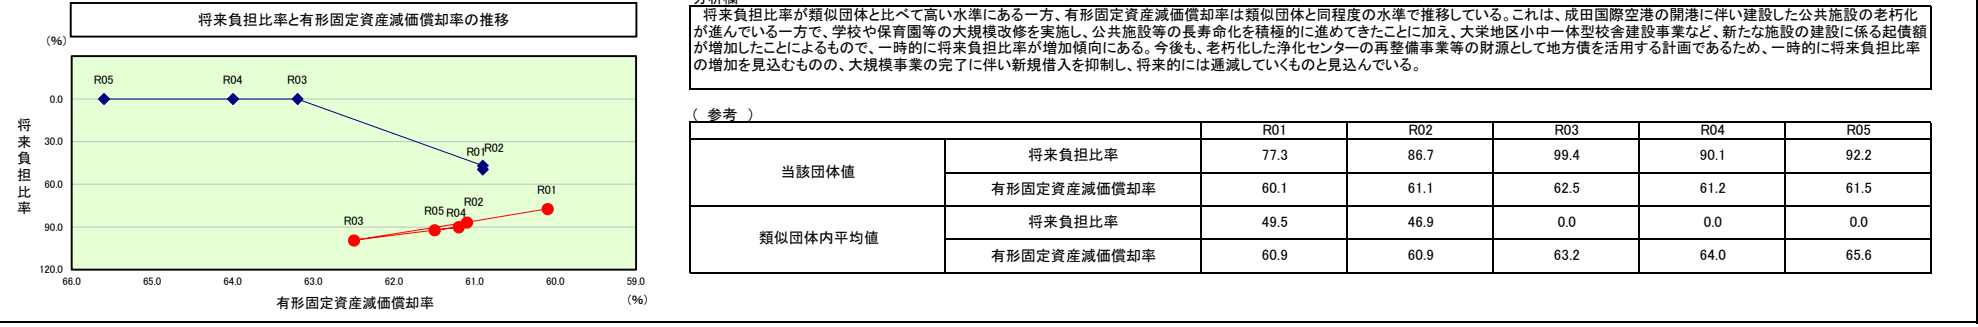 将来負担比率と有形固定資産減価償却率の推移
(%)
R05
R04
R03
R01
R02
R01
R02
R03
R05
R04
0.0
30.0
60.0
90.0
120.0
将来負担比率
66.0 65.0 64.0 63.0 62.0 61.0 60.0 59.0
有形固定資産減価償却率
(%)
将来負担比率が類似団体と比べて高い水準にある一方、有形固定資産減価償却率は類似団体と同程度の水準で推移している。これは、成田国際空港の開港に伴い建設した公共施設の老朽化
が進んでいる一方で、学校や保育園等の大規模改修を実施し、公共施設等の長寿命化を積極的に進めてきたことに加え、大栄地区小中一体型校舎建設事業など、新たな施設の建設に係る起債額
が増加したことによるもので、一時的に将来負担比率が増加傾向にある。今後も、老朽化した浄化センターの再整備事業等の財源として地方債を活用する計画であるため、一時的に将来負担比率
の増加を見込むものの、大規模事業の完了に伴い新規借入を抑制し、将来的には逓減していくものと見込んでいる。
( 参考 )
R01 R02 R03 R04 R05
当該団体値
将来負担比率 77.3 86.7 99.4 90.1 92.2
有形固定資産減価償却率 60.1 61.1 62.5 61.2 61.5
類似団体内平均値
将来負担比率 49.5 46.9 0.0 0.0 0.0
有形固定資産減価償却率 60.9 60.9 63.2 64.0 65.6